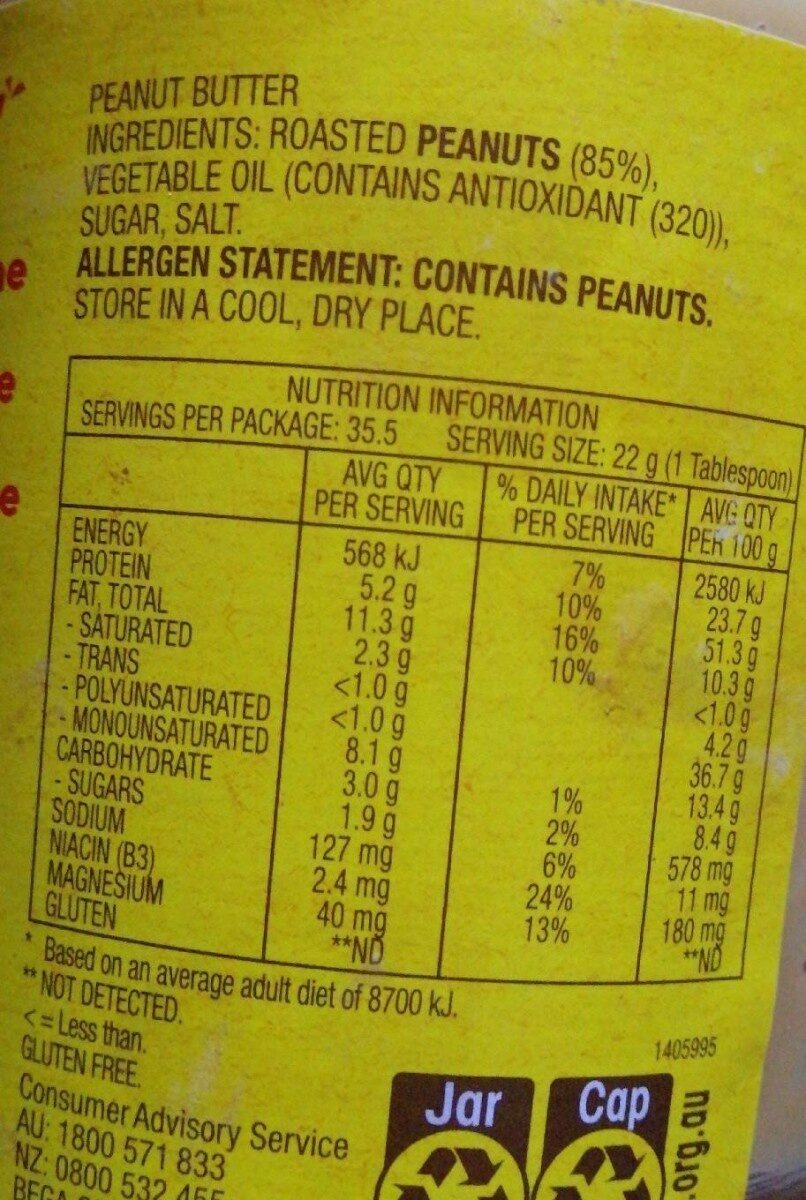 PEANUT BUTTER
INGREDIENTS: ROASTED PEANUTS (85%),
VEGETABLE OIL (CONTAINS ANTIOXIDANT (320)),
SUGAR, SALT.
ALLERGEN STATEMENT: CONTAINS PEANUTS.
STORE IN A COOL, DRY PLACE.
NUTRITION INFORMATION
SERVINGS PER PACKAGE: 35.5 SERVING SIZE: 22 g (1 Tablespoon)
AVG QTY PER SERVING % DAILY INTAKE* PER SERVING AVG QTY PER 100 g
ENERGY 568 kJ 7% 2580 kJ
PROTEIN 5.2 g 10% 23.7 g
FAT, TOTAL 11.3 g 16% 51.3 g
- SATURATED 2.3 g 10% 10.3 g
- TRANS <1.0 g <1.0 g
- POLYUNSATURATED <1.0 g 4.2 g
- MONOUNSATURATED 8.1 g 36.7 g
CARBOHYDRATE 3.0 g 1% 13.4 g
- SUGARS 1.9 g 2% 8.4 g
SODIUM 127 mg 6% 578 mg
NIACIN (B3) 2.4 mg 24% 11 mg
MAGNESIUM 40 mg 13% 180 mg
GLUTEN **ND **ND
* Based on an average adult diet of 8700 kJ.
** NOT DETECTED.
< = Less than.
GLUTEN FREE.
1405995
Consumer Advisory Service
AU: 1800 571 833
NZ: 0800 532
BEGA
Jar Cap
org.au